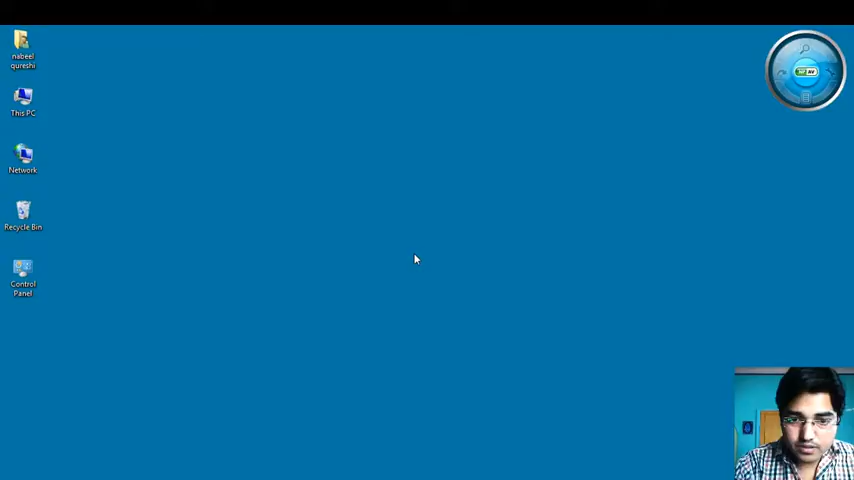 nabeel
qureshi
This PC
Network
Recycle Bin
Control
Panel